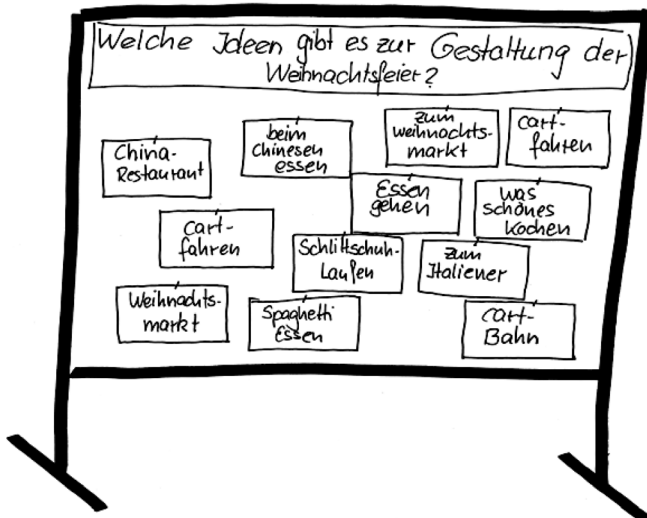 Welche Ideen gibt es zur Gestaltung der
Weihnachtsfeier?
China-
Restaurant
beim
Chinesen
essen
zum
weihnachts-
markt
Cart-
fahren
Essen
gehen
was
schönes
kochen
Cart-
fahren
Schlittschuh-
Laufen
zum
Italiener
Weihnachts-
markt
Spaghetti
Essen
Cart-
Bahn